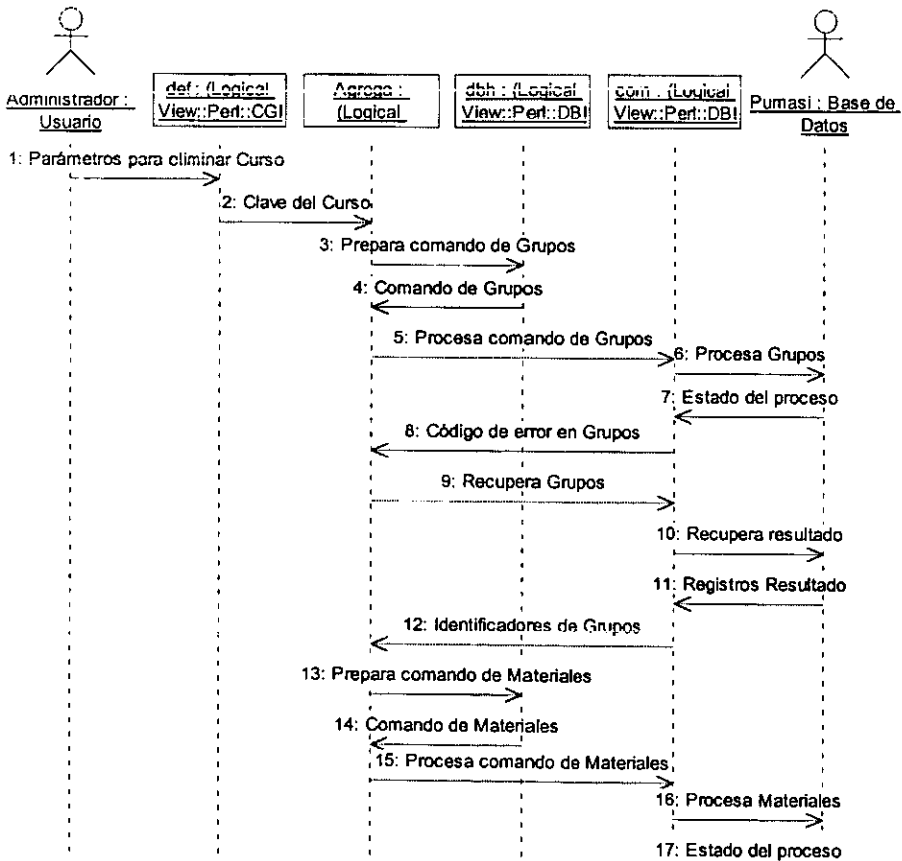 Administrador :
Usuario
def : (Logical
View::Perl::CGI
Agrega :
(Logical
dbh : (Logical
View::Perl::DBI
com : (Logical
View::Perl::DBI
Pumasi : Base de
Datos
1: Parámetros para eliminar Curso
2: Clave del Curso
3: Prepara comando de Grupos
4: Comando de Grupos
5: Procesa comando de Grupos
6: Procesa Grupos
7: Estado del proceso
8: Código de error en Grupos
9: Recupera Grupos
10: Recupera resultado
11: Registros Resultado
12: Identificadores de Grupos
13: Prepara comando de Materiales
14: Comando de Materiales
15: Procesa comando de Materiales
16: Procesa Materiales
17: Estado del proceso